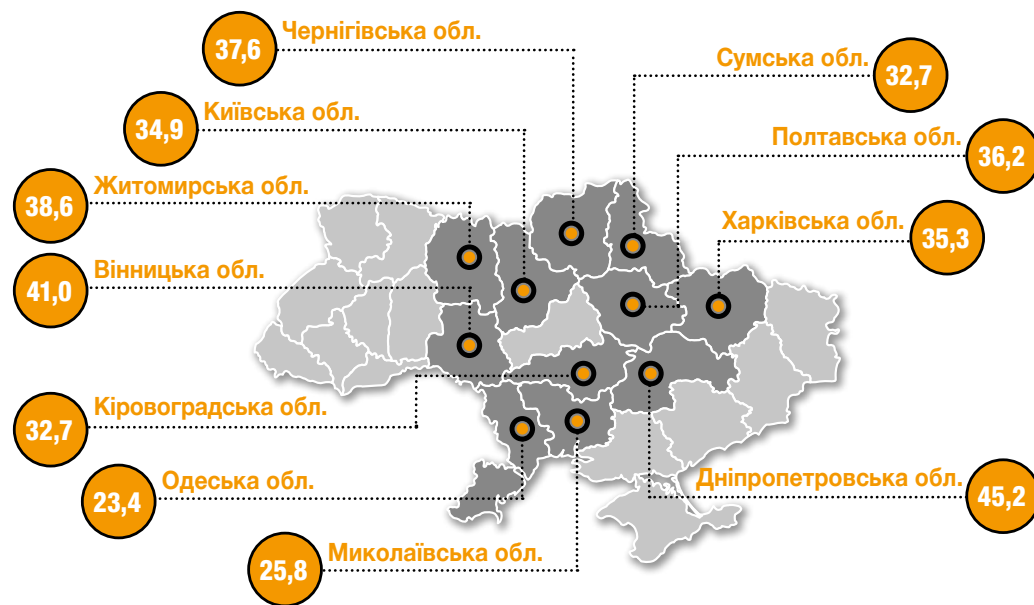 Чернігівська обл.
37,6
Сумська обл.
32,7
Київська обл.
34,9
Полтавська обл.
36,2
Житомирська обл.
38,6
Харківська обл.
35,3
Вінницька обл.
41,0
Кіровоградська обл.
32,7
Одеська обл.
23,4
Дніпропетровська обл.
45,2
Миколаївська обл.
25,8